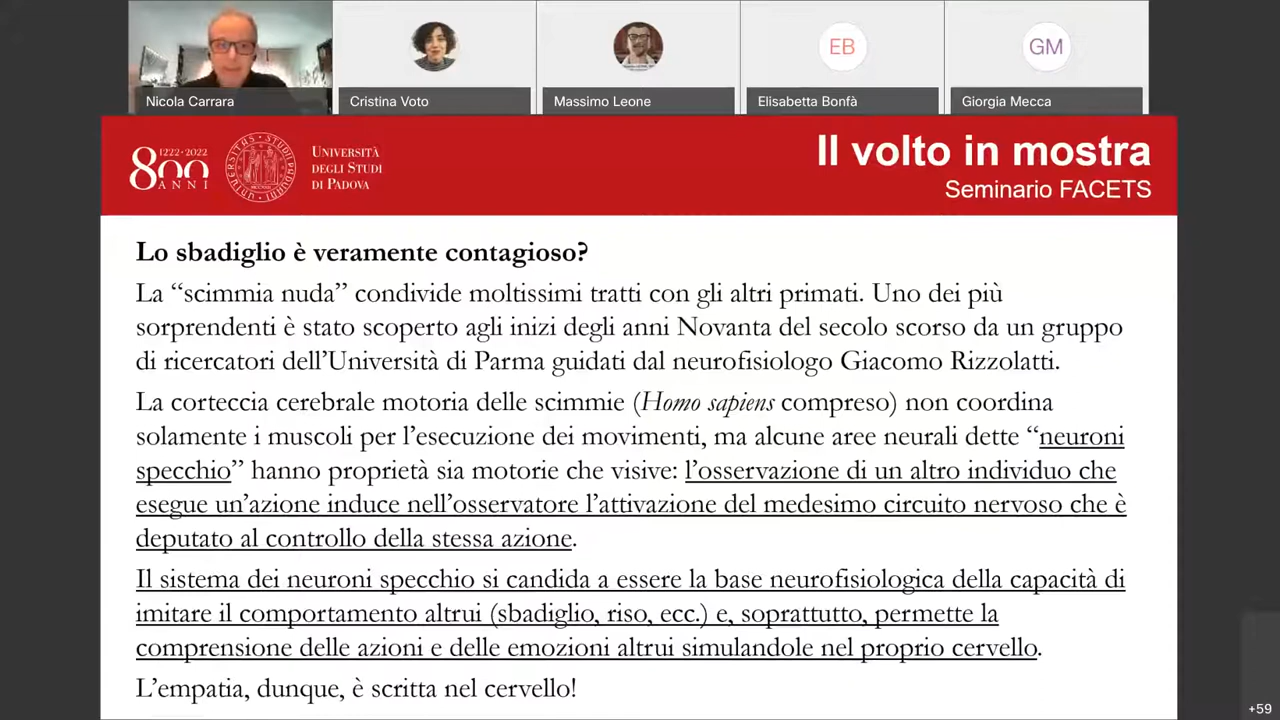 Nicola Carrara
Cristina Voto
Massimo Leone
EB
Elisabetta Bonfà
GM
Giorgia Mecca
1222·2022
800
ANNI
UNIVERSITÀ
DEGLI STUDI
DI PADOVA
Il volto in mostra
Seminario FACETS
Lo sbadiglio è veramente contagioso?
La “scimmia nuda” condivide moltissimi tratti con gli altri primati. Uno dei più
sorprendenti è stato scoperto agli inizi degli anni Novanta del secolo scorso da un gruppo
di ricercatori dell’Università di Parma guidati dal neurofisiologo Giacomo Rizzolatti.
La corteccia cerebrale motoria delle scimmie (Homo sapiens compreso) non coordina
solamente i muscoli per l’esecuzione dei movimenti, ma alcune aree neurali dette “neuroni
specchio” hanno proprietà sia motorie che visive: l’osservazione di un altro individuo che
esegue un’azione induce nell’osservatore l’attivazione del medesimo circuito nervoso che è
deputato al controllo della stessa azione.
Il sistema dei neuroni specchio si candida a essere la base neurofisiologica della capacità di
imitare il comportamento altrui (sbadiglio, riso, ecc.) e, soprattutto, permette la
comprensione delle azioni e delle emozioni altrui simulandole nel proprio cervello.
L’empatia, dunque, è scritta nel cervello!
+59